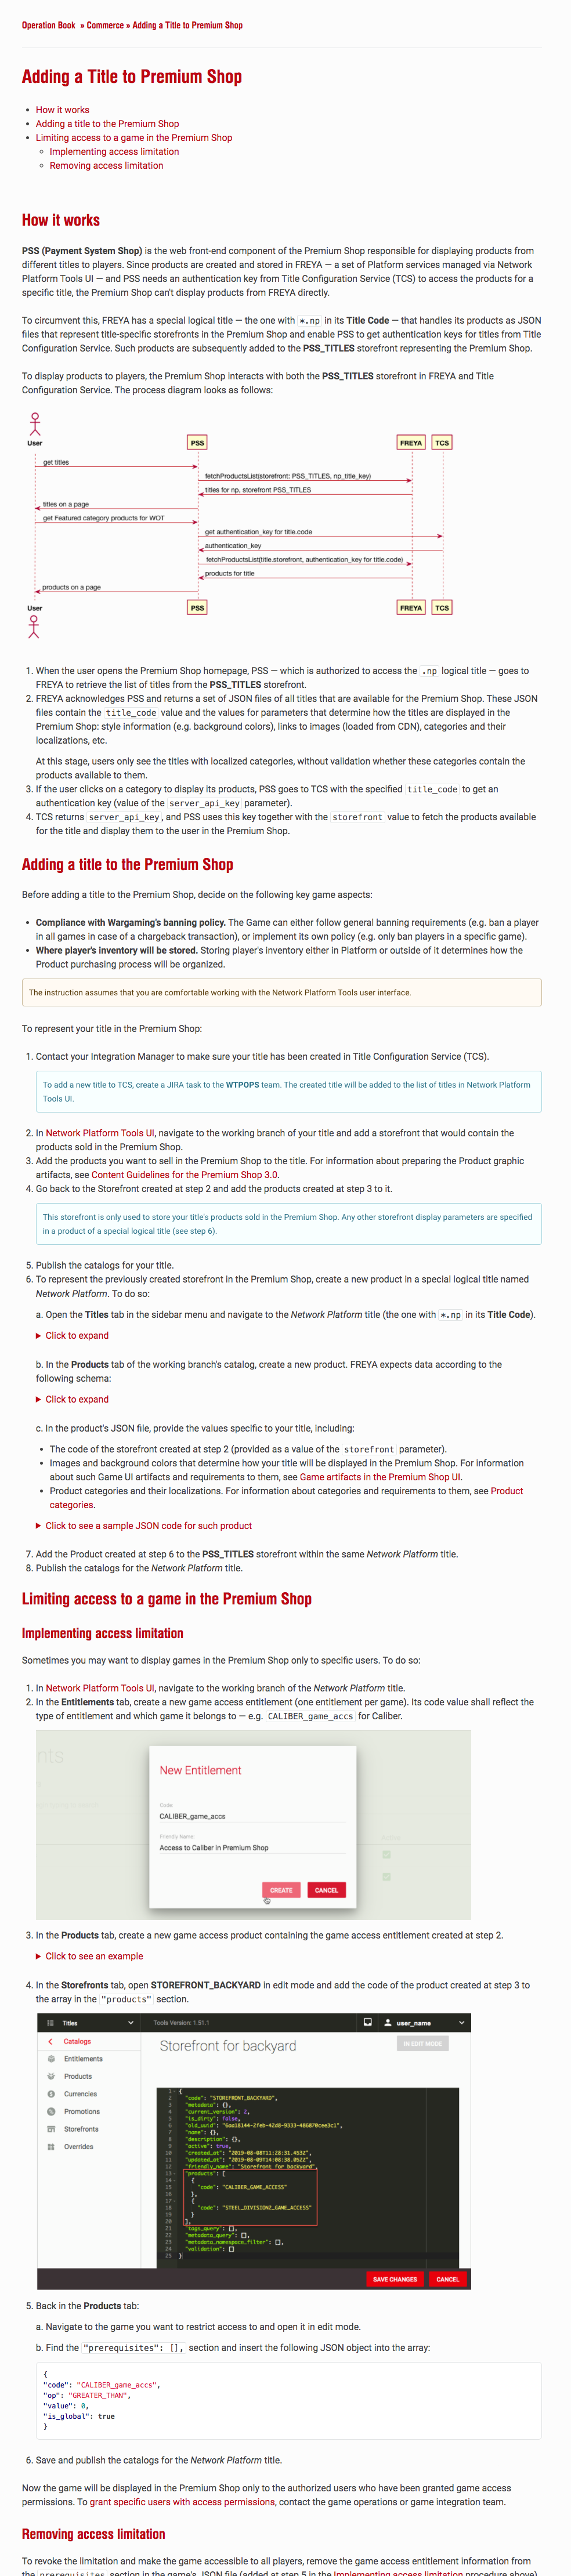 Operation Book » Commerce » Adding a Title to Premium Shop
Adding a Title to Premium Shop
• How it works
• Adding a title to the Premium Shop
• Limiting access to a game in the Premium Shop
○ Implementing access limitation
○ Removing access limitation
How it works
PSS (Payment System Shop) is the web front-end component of the Premium Shop responsible for displaying products from
different titles to players. Since products are created and stored in FREYA — a set of Platform services managed via Network
Platform Tools UI — and PSS needs an authentication key from Title Configuration Service (TCS) to access the products for a
specific title, the Premium Shop can't display products from FREYA directly.
To circumvent this, FREYA has a special logical title — the one with *.np in its Title Code — that handles its products as JSON
files that represent title-specific storefronts in the Premium Shop and enable PSS to get authentication keys for titles from Title
Configuration Service. Such products are subsequently added to the PSS_TITLES storefront representing the Premium Shop.
To display products to players, the Premium Shop interacts with both the PSS_TITLES storefront in FREYA and Title
Configuration Service. The process diagram looks as follows:
User PSS FREYA TCS
get titles
fetchProductsList(storefront: PSS_TITLES, np_title_key)
titles for np, storefront PSS_TITLES
titles on a page
get Featured category products for WOT
get authentication_key for title.code
authentication_key
fetchProductsList(title.storefront, authentication_key for title.code)
products for title
products on a page
User PSS FREYA TCS
1. When the user opens the Premium Shop homepage, PSS — which is authorized to access the .np logical title — goes to
FREYA to retrieve the list of titles from the PSS_TITLES storefront.
2. FREYA acknowledges PSS and returns a set of JSON files of all titles that are available for the Premium Shop. These JSON
files contain the title_code value and the values for parameters that determine how the titles are displayed in the
Premium Shop: style information (e.g. background colors), links to images (loaded from CDN), categories and their
localizations, etc.
At this stage, users only see the titles with localized categories, without validation whether these categories contain the
products available to them.
3. If the user clicks on a category to display its products, PSS goes to TCS with the specified title_code to get an
authentication key (value of the server_api_key parameter).
4. TCS returns server_api_key, and PSS uses this key together with the storefront value to fetch the products available
for the title and display them to the user in the Premium Shop.
Adding a title to the Premium Shop
Before adding a title to the Premium Shop, decide on the following key game aspects:
• Compliance with Wargaming's banning policy. The Game can either follow general banning requirements (e.g. ban a player
in all games in case of a chargeback transaction), or implement its own policy (e.g. only ban players in a specific game).
• Where player's inventory will be stored. Storing player's inventory either in Platform or outside of it determines how the
Product purchasing process will be organized.
The instruction assumes that you are comfortable working with the Network Platform Tools user interface.
To represent your title in the Premium Shop:
1. Contact your Integration Manager to make sure your title has been created in Title Configuration Service (TCS).
To add a new title to TCS, create a JIRA task to the WTPOPS team. The created title will be added to the list of titles in Network Platform
Tools UI.
2. In Network Platform Tools UI, navigate to the working branch of your title and add a storefront that would contain the
products sold in the Premium Shop.
3. Add the products you want to sell in the Premium Shop to the title. For information about preparing the Product graphic
artifacts, see Content Guidelines for the Premium Shop 3.0.
4. Go back to the Storefront created at step 2 and add the products created at step 3 to it.
This storefront is only used to store your title's products sold in the Premium Shop. Any other storefront display parameters are specified
in a product of a special logical title (see step 6).
5. Publish the catalogs for your title.
6. To represent the previously created storefront in the Premium Shop, create a new product in a special logical title named
Network Platform. To do so:
a. Open the Titles tab in the sidebar menu and navigate to the Network Platform title (the one with *.np in its Title Code).
▶ Click to expand
b. In the Products tab of the working branch's catalog, create a new product. FREYA expects data according to the
following schema:
▶ Click to expand
c. In the product's JSON file, provide the values specific to your title, including:
• The code of the storefront created at step 2 (provided as a value of the storefront parameter).
• Images and background colors that determine how your title will be displayed in the Premium Shop. For information
about such Game UI artifacts and requirements to them, see Game artifacts in the Premium Shop UI.
• Product categories and their localizations. For information about categories and requirements to them, see Product
categories.
▶ Click to see a sample JSON code for such product
7. Add the Product created at step 6 to the PSS_TITLES storefront within the same Network Platform title.
8. Publish the catalogs for the Network Platform title.
Limiting access to a game in the Premium Shop
Implementing access limitation
Sometimes you may want to display games in the Premium Shop only to specific users. To do so:
1. In Network Platform Tools UI, navigate to the working branch of the Network Platform title.
2. In the Entitlements tab, create a new game access entitlement (one entitlement per game). Its code value shall reflect the
type of entitlement and which game it belongs to — e.g. CALIBER_game_accs for Caliber.
nts
New Entitlement
Code
CALIBER_game_accs
Friendly Name
Access to Caliber in Premium Shop
CREATE CANCEL
3. In the Products tab, create a new game access product containing the game access entitlement created at step 2.
▶ Click to see an example
4. In the Storefronts tab, open STOREFRONT_BACKYARD in edit mode and add the code of the product created at step 3 to
the array in the "products" section.
Titles Tools Version: 1.51.1 user_name
Catalogs
Storefront for backyard
IN EDIT MODE
Entitlements
Products
Currencies
Promotions
Storefronts
Overrides
1 {
2 "code": "STOREFRONT_BACKYARD",
3 "metadata": {},
4 "current_version": 2,
5 "is_dirty": false,
6 "old_uuid": "6aa18144-2feb-42d8-9333-486870cee3c1",
7 "name": {},
8 "description": {},
9 "active": true,
10 "created_at": "2019-08-08T11:28:31.453Z",
11 "updated_at": "2019-08-09T14:08:38.052Z",
12 "friendly_name": "Storefront for backyard",
13 "products": [
14 {
15 "code": "CALIBER_GAME_ACCESS"
16 },
17 {
18 "code": "STEEL_DIVISION2_GAME_ACCESS"
19 }
20 ],
21 "tags_query": [],
22 "metadata_query": [],
23 "metadata_namespace_filter": [],
24 "validation": []
25 }
SAVE CHANGES CANCEL
5. Back in the Products tab:
a. Navigate to the game you want to restrict access to and open it in edit mode.
b. Find the "prerequisites": [], section and insert the following JSON object into the array:
{
"code": "CALIBER_game_accs",
"op": "GREATER_THAN",
"value": 0,
"is_global": true
}
6. Save and publish the catalogs for the Network Platform title.
Now the game will be displayed in the Premium Shop only to the authorized users who have been granted game access
permissions. To grant specific users with access permissions, contact the game operations or game integration team.
Removing access limitation
To revoke the limitation and make the game accessible to all players, remove the game access entitlement information from
the prerequisites section in the game's JSON file (added at step 5 in the Implementing access limitation procedure above)